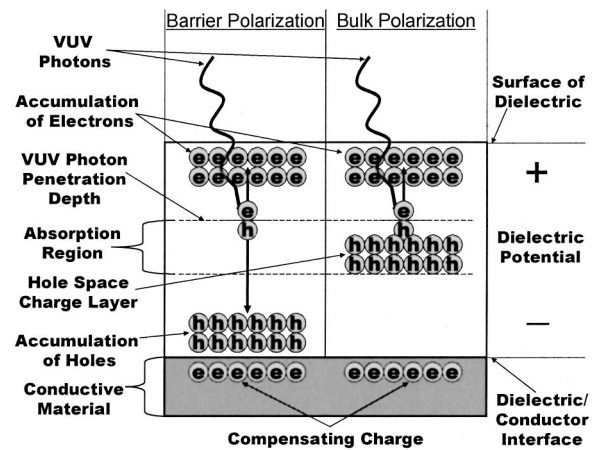 Barrier Polarization Bulk Polarization
VUV
Photons
Surface of
Dielectric
Accumulation
of Electrons
e e e e e e e e e e e e
e e e e e e e e e e e e
+
VUV Photon
Penetration
Depth
e e
h h
Absorption
Region
Dielectric
Potential
h h h h h h
h h h h h h
Hole Space
Charge Layer
h h h h h h
h h h h h h
−
Accumulation
of Holes
Conductive
Material
e e e e e e e e e e e e
Dielectric/
Conductor
Interface
Compensating Charge